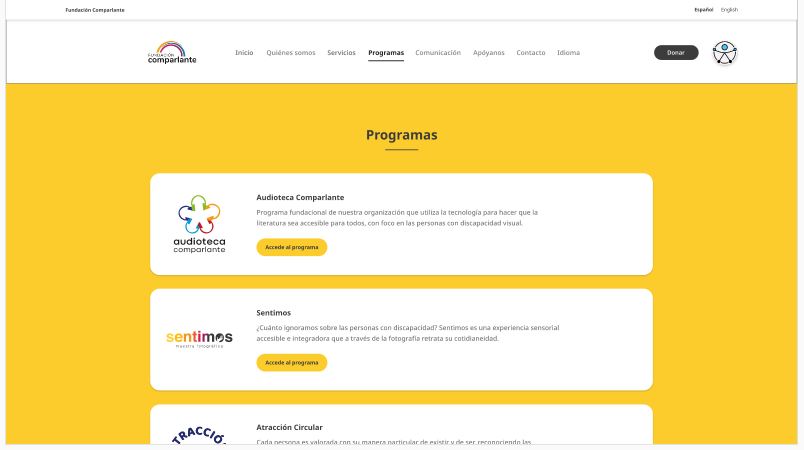 Fundación Comparlante
Español English
FUNDACIÓN
comparlante
Inicio Quiénes somos Servicios Programas Comunicación Apóyanos Contacto Idioma
Donar
Programas
audioteca
comparlante
Audioteca Comparlante
Programa fundacional de nuestra organización que utiliza la tecnología para hacer que la
literatura sea accesible para todos, con foco en las personas con discapacidad visual.
Accede al programa
sentimos
muestra fotográfica
Sentimos
¿Cuánto ignoramos sobre las personas con discapacidad? Sentimos es una experiencia sensorial
accesible e integradora que a través de la fotografía retrata su cotidianeidad.
Accede al programa
TRACCIÓ
Atracción Circular
Cada persona es valorada con su manera particular de existir y de ser reconociendo las